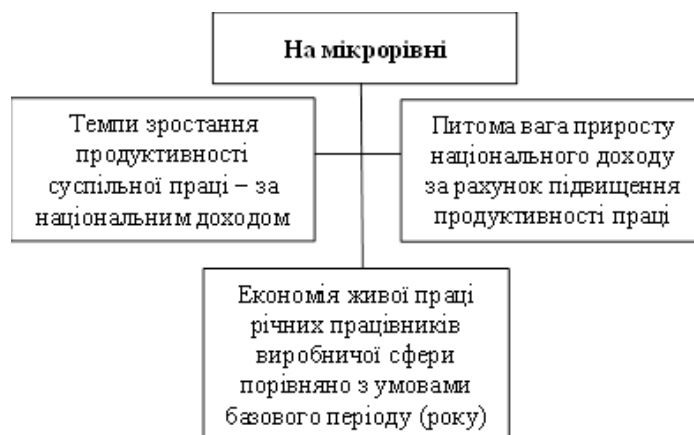 На мікрорівні
Темпи зростання
продуктивності
суспільної праці – за
національним доходом
Питома вага приросту
національного доходу
за рахунок підвищення
продуктивності праці
Економія живої праці
річних працівників
виробничої сфери
порівняно з умовами
базового періоду (року)